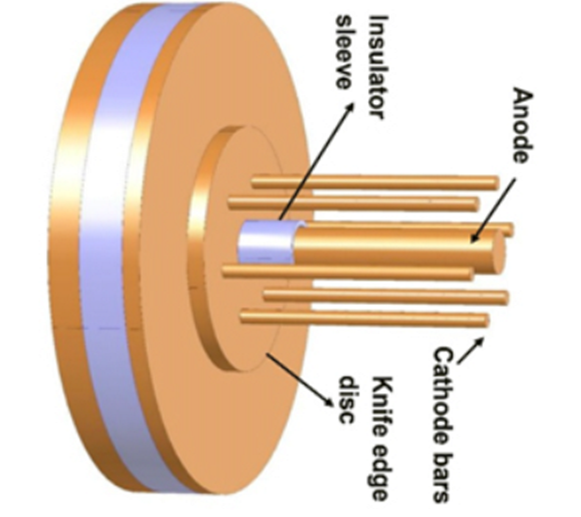 Insulator
sleeve
Anode
Cathode bars
Knife edge
disc